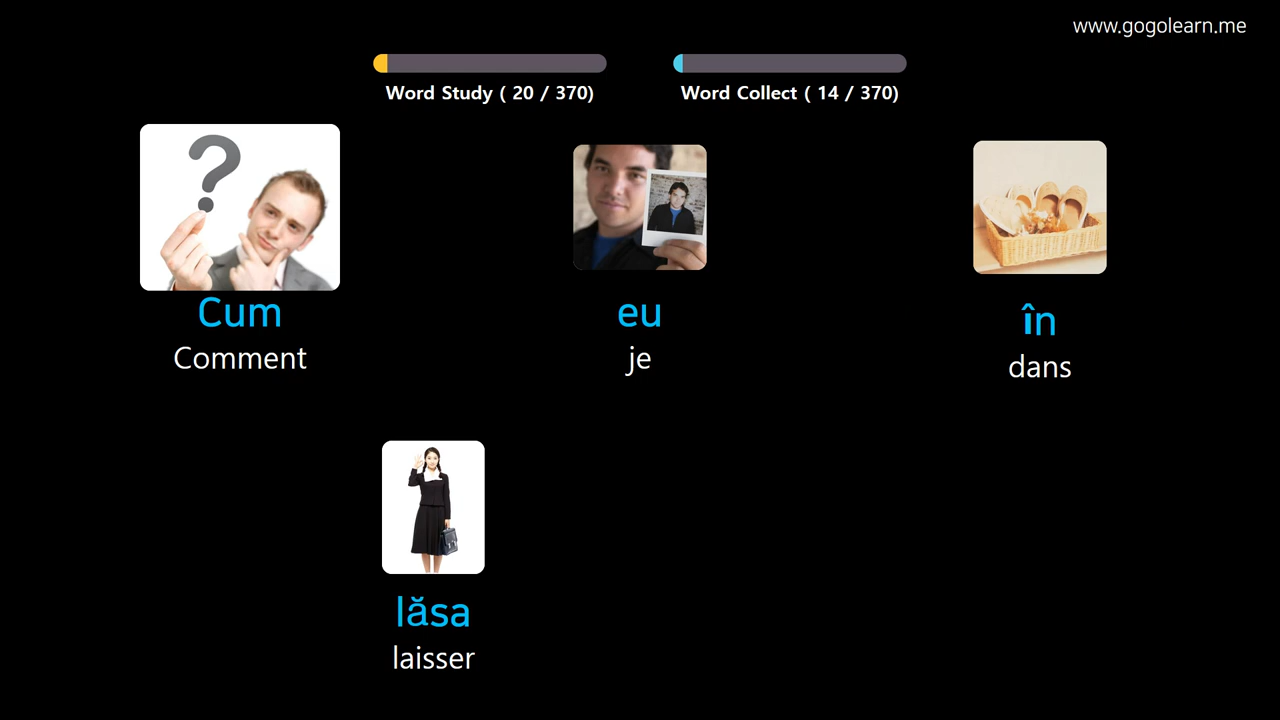 www.gogolearn.me
Word Study ( 20 / 370)
Word Collect ( 14 / 370)
?
Cum
Comment
eu
je
în
dans
lăsa
laisser